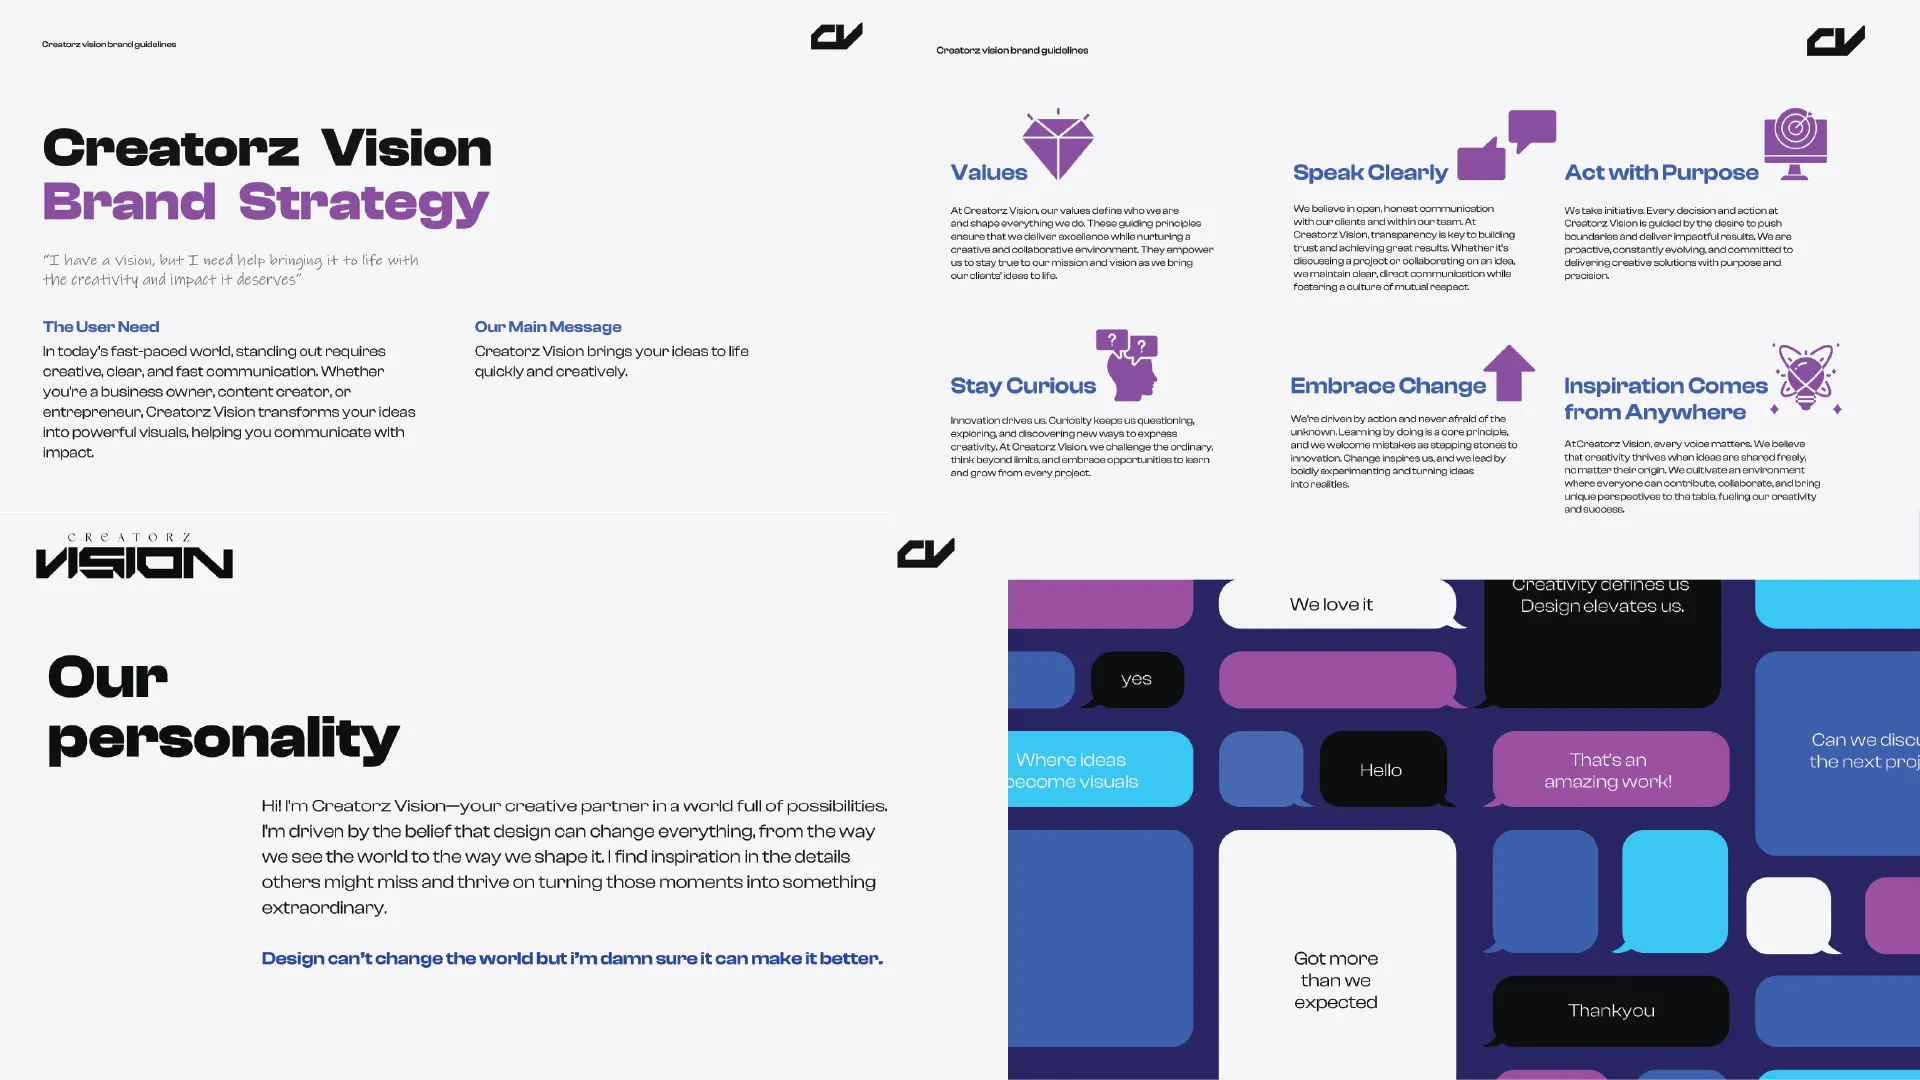 Creatorz vision brand guidelines
CV
Creatorz Vision
Brand Strategy
“I have a vision, but I need help bringing it to life with
the creativity and impact it deserves”
The User Need
In today’s fast-paced world, standing out requires
creative, clear, and fast communication. Whether
you’re a business owner, content creator, or
entrepreneur, Creatorz Vision transforms your ideas
into powerful visuals, helping you communicate with
impact.
Our Main Message
Creatorz Vision brings your ideas to life
quickly and creatively.
Creatorz vision brand guidelines
CV
Values
At Creatorz Vision, our values define who we are
and shape everything we do. These guiding principles
ensure that we deliver excellence while nurturing a
creative and collaborative environment. They empower
us to stay true to our mission and vision as we bring
our clients’ ideas to life.
Speak Clearly
We believe in open, honest communication
with our clients and within our team. At
Creatorz Vision, transparency is key to building
trust and achieving great results. Whether it’s
discussing a project or collaborating on an idea,
we maintain clear, direct communication while
fostering a culture of mutual respect.
Act with Purpose
We take initiative. Every decision and action at
Creatorz Vision is guided by the desire to push
boundaries and deliver impactful results. We are
proactive, constantly evolving, and committed to
delivering creative solutions with purpose and
precision.
Stay Curious
Innovation drives us. Curiosity keeps us questioning,
exploring, and discovering new ways to express
creativity. At Creatorz Vision, we challenge the ordinary,
think beyond limits, and embrace opportunities to learn
and grow from every project.
? ?
Embrace Change
We’re driven by action and never afraid of the
unknown. Learning by doing is a core principle,
and we welcome mistakes as stepping stones to
innovation. Change inspires us, and we lead by
boldly experimenting and turning ideas
into realities.
Inspiration Comes
from Anywhere
At Creatorz Vision, every voice matters. We believe
that creativity thrives when ideas are shared freely,
no matter their origin. We cultivate an environment
where everyone can contribute, collaborate, and bring
unique perspectives to the table, fueling our creativity
and success.
CREATORZ
VISION
CV
Our
personality
Hi! I’m Creatorz Vision—your creative partner in a world full of possibilities.
I’m driven by the belief that design can change everything, from the way
we see the world to the way we shape it. I find inspiration in the details
others might miss and thrive on turning those moments into something
extraordinary.
Design can’t change the world but i’m damn sure it can make it better.
We love it
Creativity defines us
Design elevates us.
yes
Where ideas
become visuals
Hello
That’s an
amazing work!
Can we discu
the next proj
Got more
than we
expected
Thankyou